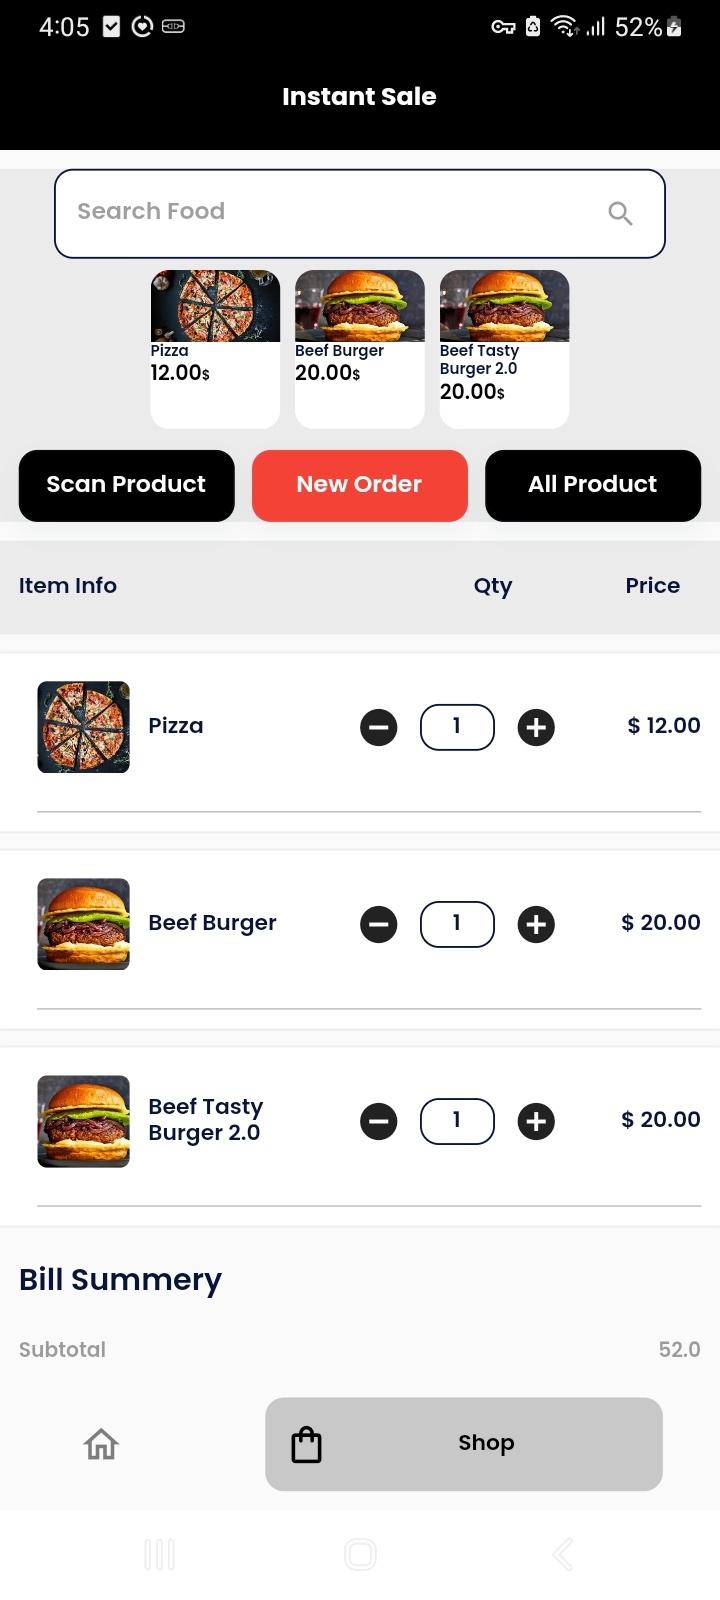 4:05 52%
Instant Sale
Search Food
Pizza
12.00$
Beef Burger
20.00$
Beef Tasty
Burger 2.0
20.00$
Scan Product New Order All Product
Item Info Qty Price
Pizza 1 $ 12.00
Beef Burger 1 $ 20.00
Beef Tasty
Burger 2.0 1 $ 20.00
Bill Summery
Subtotal 52.0
Shop